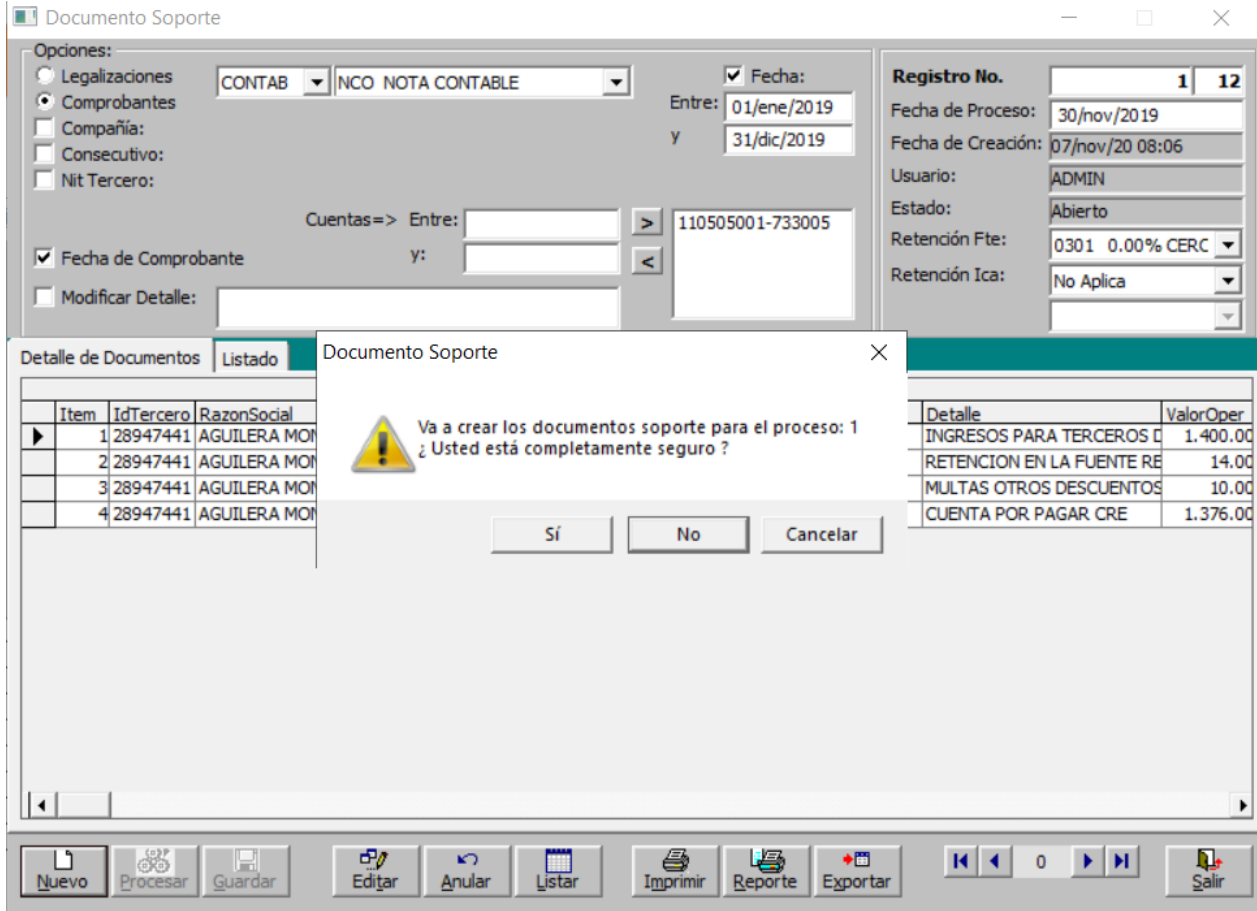 Documento Soporte
Opciones:
Legalizaciones
CONTAB
NCO NOTA CONTABLE
Fecha:
Comprobantes
Entre: 01/ene/2019
Compañía:
y 31/dic/2019
Consecutivo:
Nit Tercero:
Cuentas=> Entre:
>
110505001-733005
Fecha de Comprobante
y:
<
Modificar Detalle:
Registro No. 1 12
Fecha de Proceso: 30/nov/2019
Fecha de Creación: 07/nov/20 08:06
Usuario: ADMIN
Estado: Abierto
Retención Fte: 0301 0.00% CERC
Retención Ica: No Aplica
Detalle de Documentos Listado
Item IdTercero RazonSocial Detalle ValorOper
1 28947441 AGUILERA MON INGRESOS PARA TERCEROS D 1.400.00
2 28947441 AGUILERA MON RETENCION EN LA FUENTE RE 14.00
3 28947441 AGUILERA MON MULTAS OTROS DESCUENTOS 10.00
4 28947441 AGUILERA MON CUENTA POR PAGAR CRE 1.376.00
Documento Soporte
Va a crear los documentos soporte para el proceso: 1
¿ Usted está completamente seguro ?
Sí No Cancelar
Nuevo Procesar Guardar Editar Anular Listar Imprimir Reporte Exportar 0 Salir